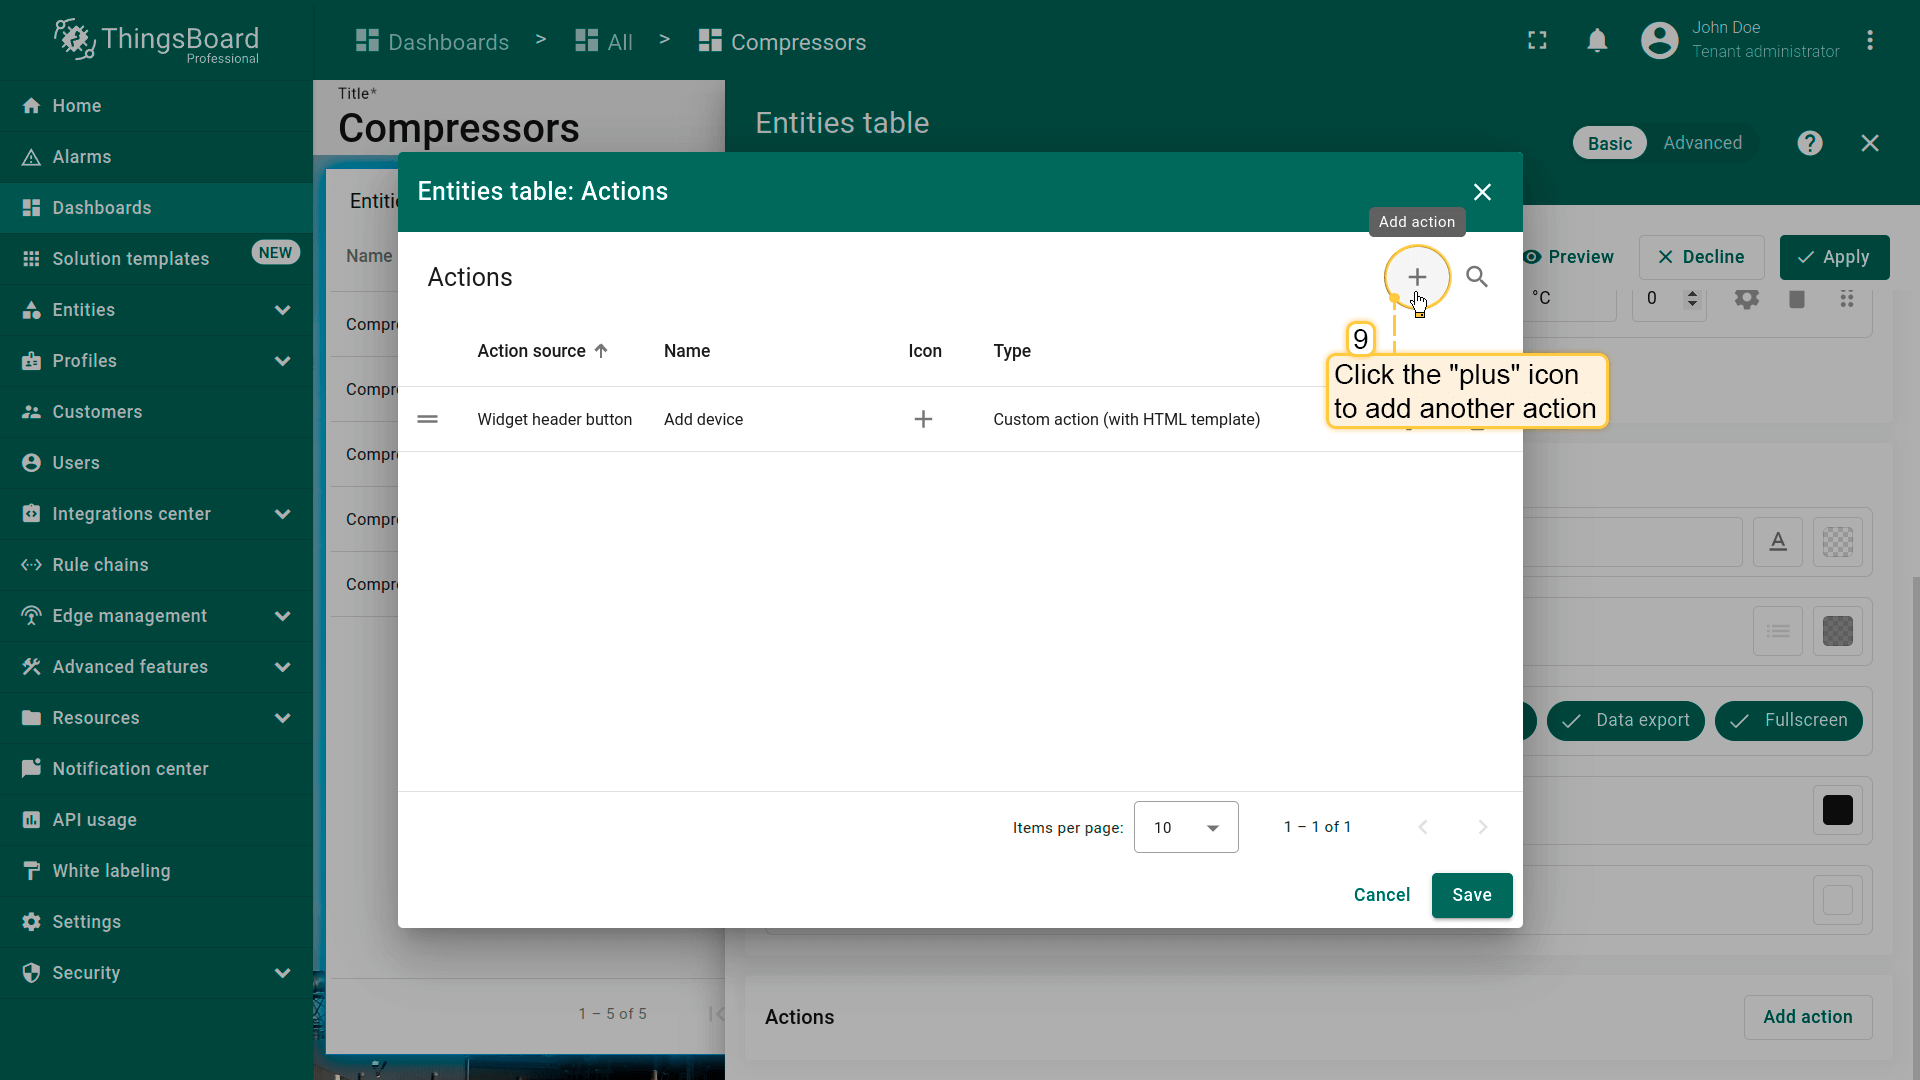 ThingsBoard
Professional
Dashboards > All > Compressors
John Doe
Tenant administrator
Home
Alarms
Dashboards
Solution templates NEW
Entities
Profiles
Customers
Users
Integrations center
Rule chains
Edge management
Advanced features
Resources
Notification center
API usage
White labeling
Settings
Security
Title*
Compressors
Entities table
Basic Advanced
Preview Decline Apply
Name
Compr
Compr
Compr
Compr
Compr
1 – 5 of 5
°C 0
Entities table: Actions
Add action
Actions
Action source Name Icon Type
Widget header button Add device Custom action (with HTML template)
9
Click the "plus" icon
to add another action
Items per page: 10 1 – 1 of 1
Cancel Save
Data export Fullscreen
Actions Add action